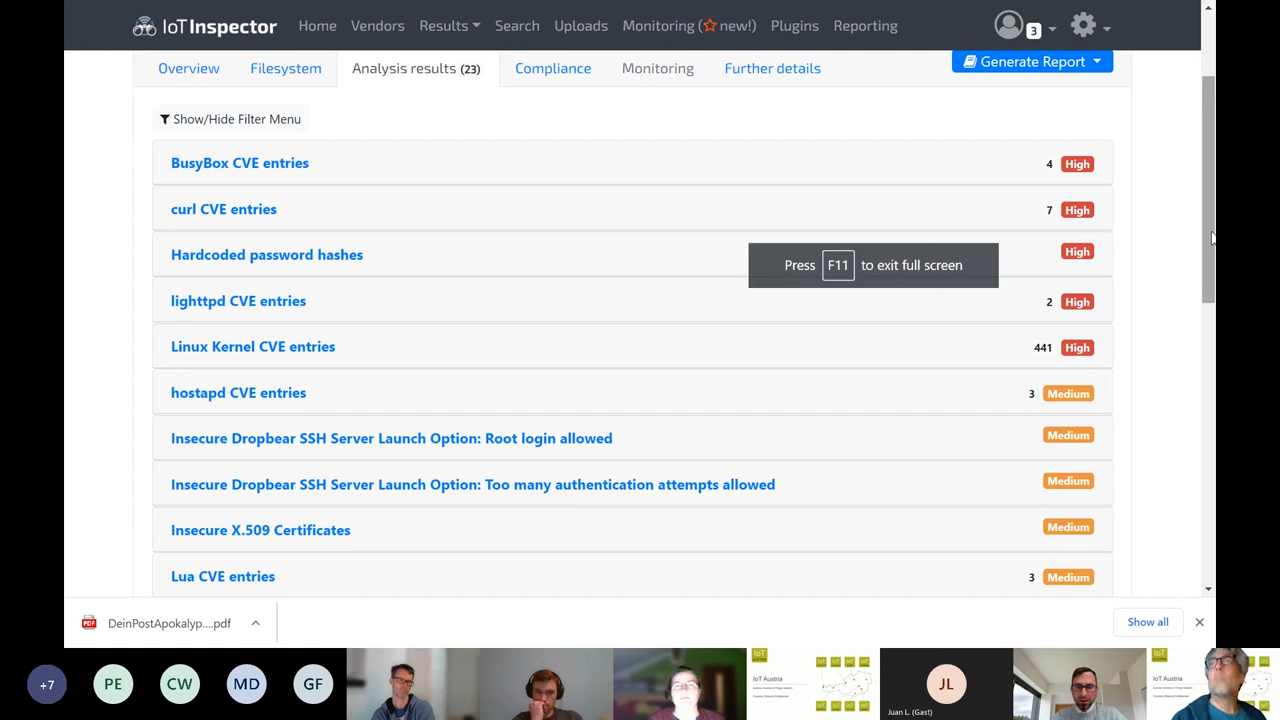 IoT Inspector Home Vendors Results Search Uploads Monitoring ( new!) Plugins Reporting 3
Overview Filesystem Analysis results (23) Compliance Monitoring Further details Generate Report
Show/Hide Filter Menu
BusyBox CVE entries 4 High
curl CVE entries 7 High
Hardcoded password hashes High
Press F11 to exit full screen
lighttpd CVE entries 2 High
Linux Kernel CVE entries 441 High
hostapd CVE entries 3 Medium
Insecure Dropbear SSH Server Launch Option: Root login allowed Medium
Insecure Dropbear SSH Server Launch Option: Too many authentication attempts allowed Medium
Insecure X.509 Certificates Medium
Lua CVE entries 3 Medium
PDF DeinPostApokalyp....pdf Show all
+7 PE CW MD GF JL
IoT Austria
IoT Austria
Juan L. (Gast)